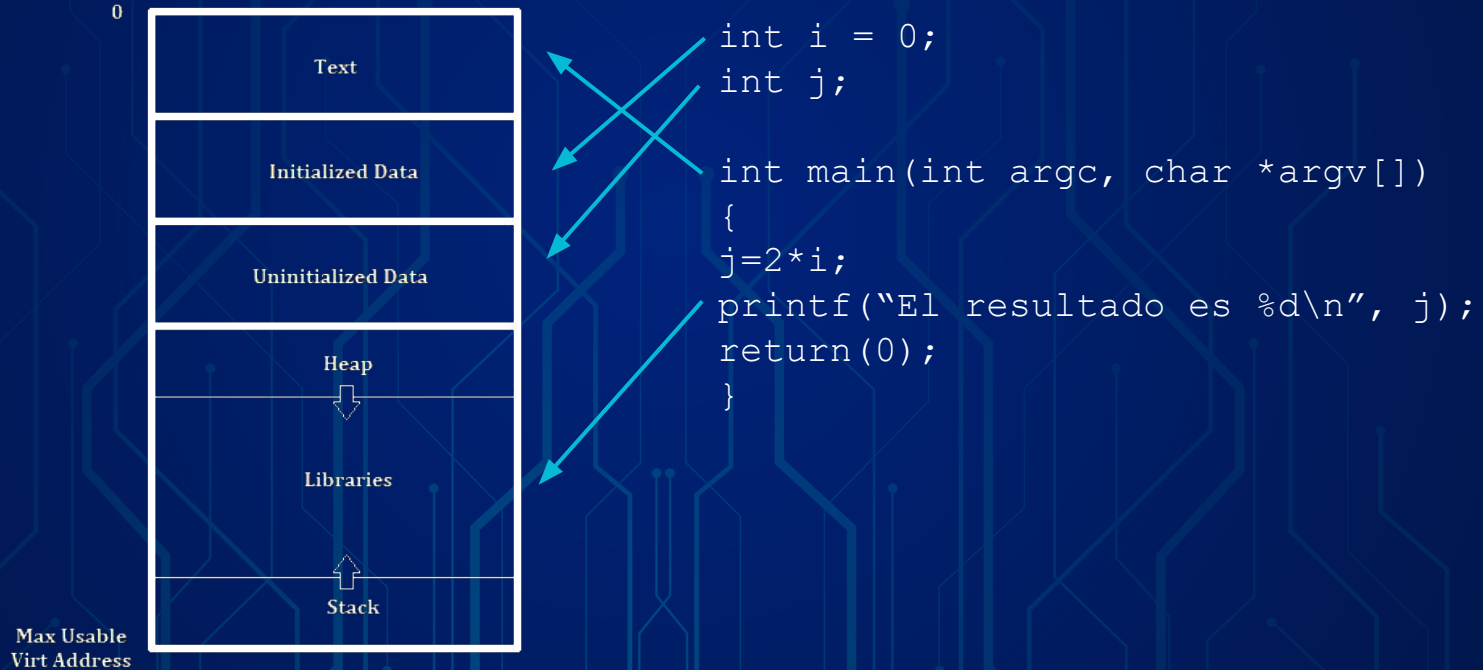 0
Text
Initialized Data
Uninitialized Data
Heap
Libraries
Stack
Max Usable
Virt Address
int i = 0;
int j;
int main(int argc, char *argv[])
{
j=2*i;
printf(“El resultado es %d\n”, j);
return(0);
}